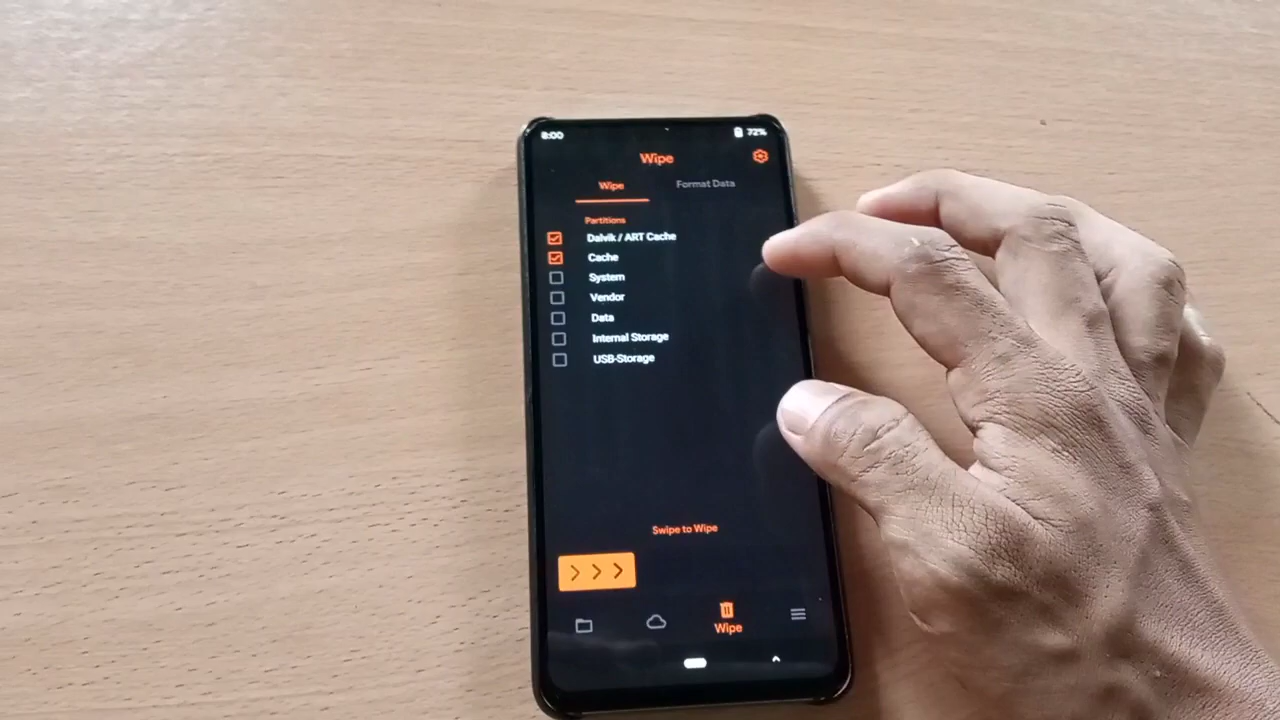 8:00 72%
Wipe
Wipe Format Data
Partitions
Dalvik / ART Cache
Cache
System
Vendor
Data
Internal Storage
USB-Storage
Swipe to Wipe
Wipe